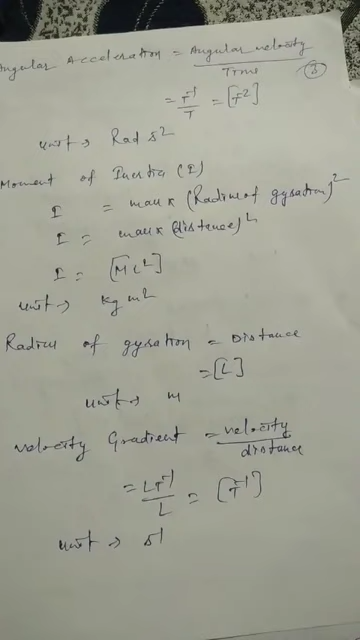 Angular Acceleration = Angular velocity / Time
③
= T⁻¹ / T = [T⁻²]
unit → Rad s⁻²
Moment of Inertia (I)
I = mass x (Radius of gyration)²
I = mass x (distance)²
I = [ML²]
unit → kg m²
Radius of gyration = Distance
= [L]
unit → m
Velocity Gradient = velocity / distance
= LT⁻¹ / L = [T⁻¹]
unit → s⁻¹